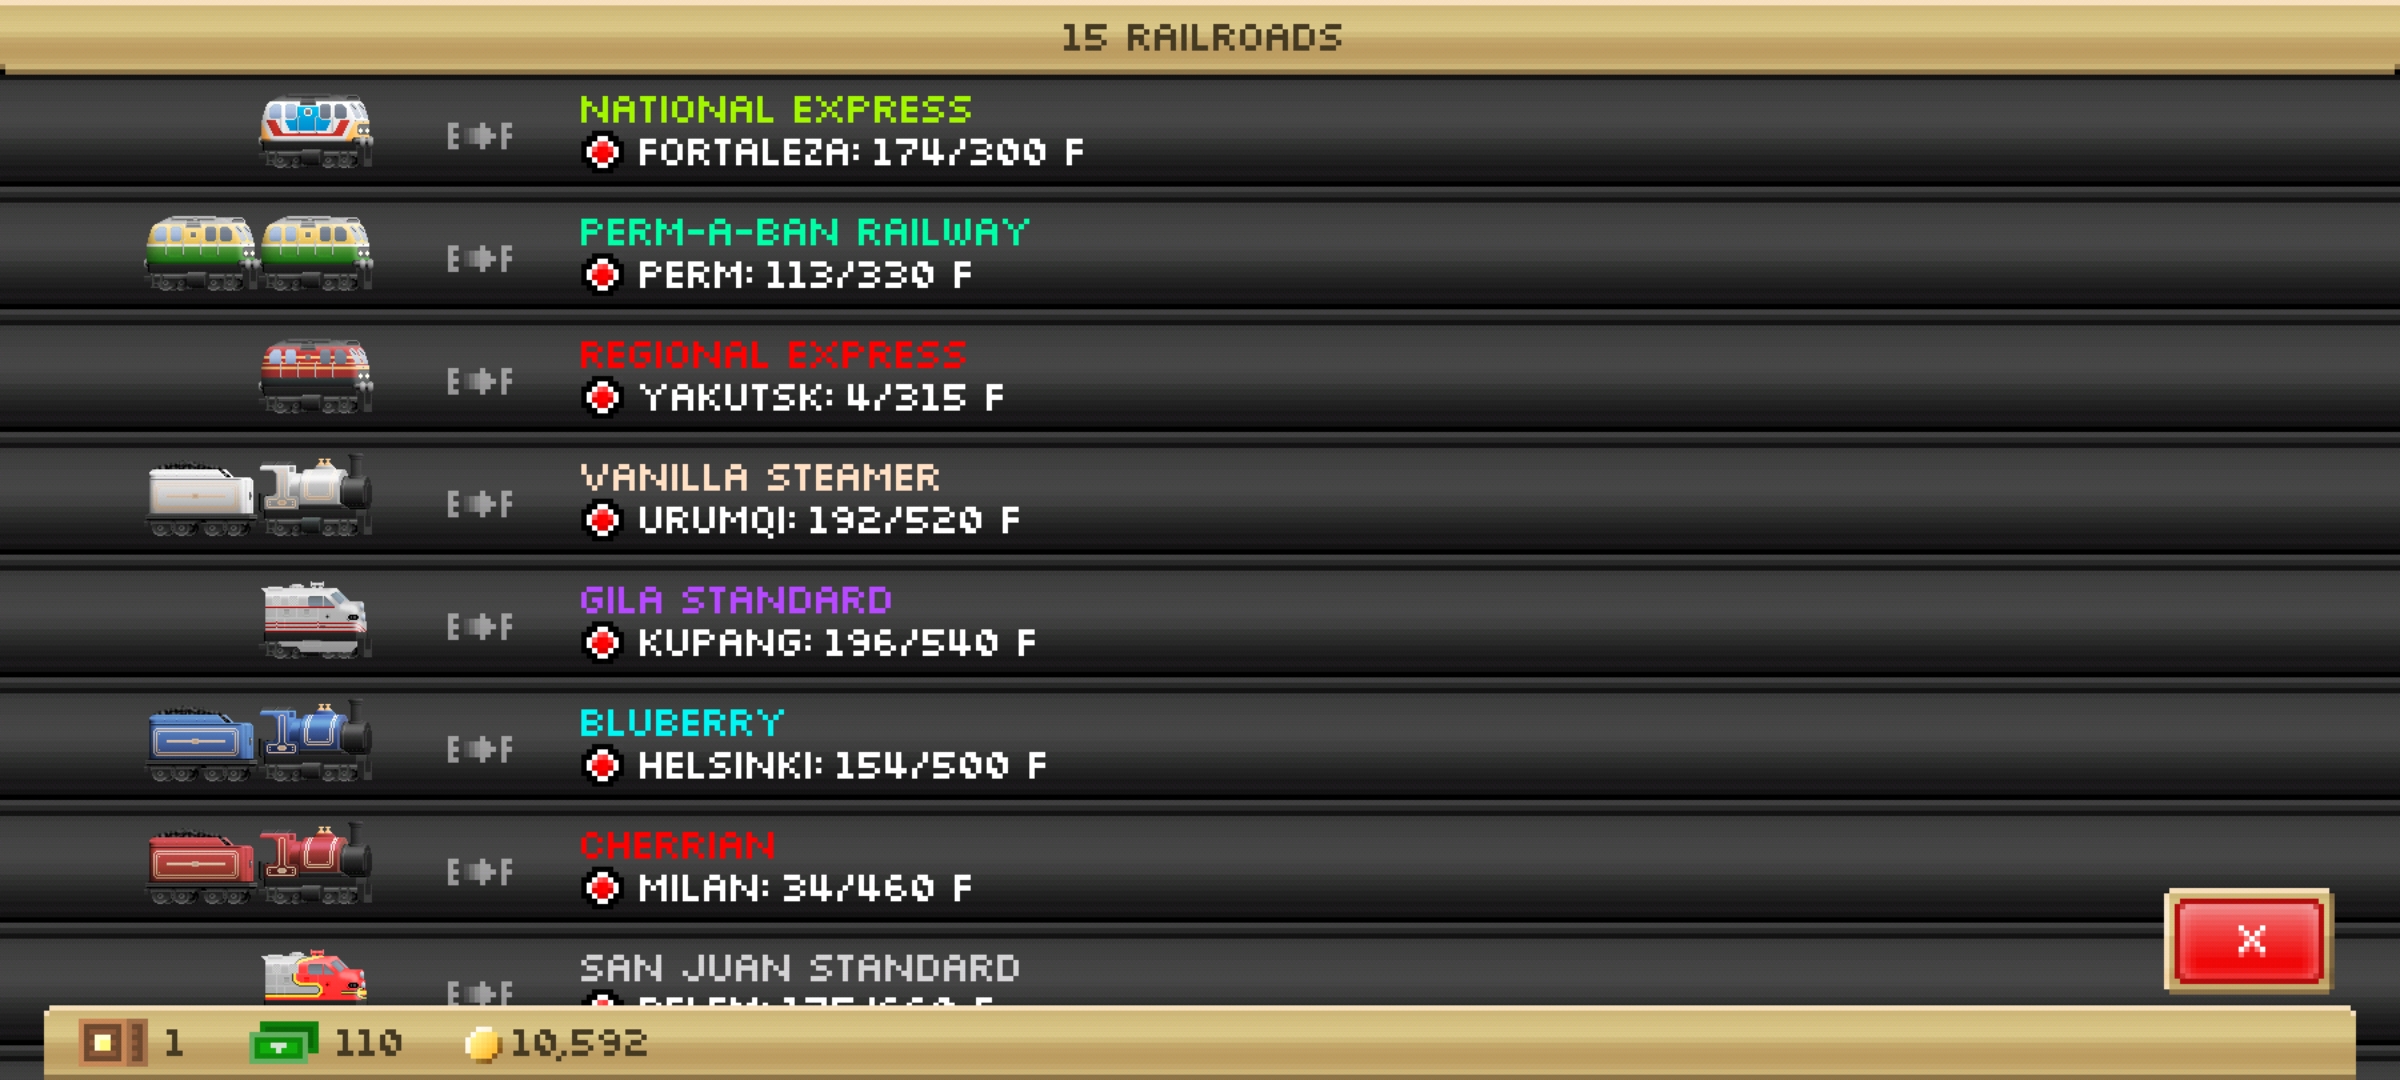 15 RAILROADS
E F NATIONAL EXPRESS
FORTALEZA: 174/300 F
E F PERM-A-BAN RAILWAY
PERM: 113/330 F
E F REGIONAL EXPRESS
YAKUTSK: 4/315 F
E F VANILLA STEAMER
URUMQI: 192/520 F
E F GILA STANDARD
KUPANG: 196/540 F
E F BLUBERRY
HELSINKI: 154/500 F
E F CHERRIAN
MILAN: 34/460 F
E F SAN JUAN STANDARD
X
1 110 10,592